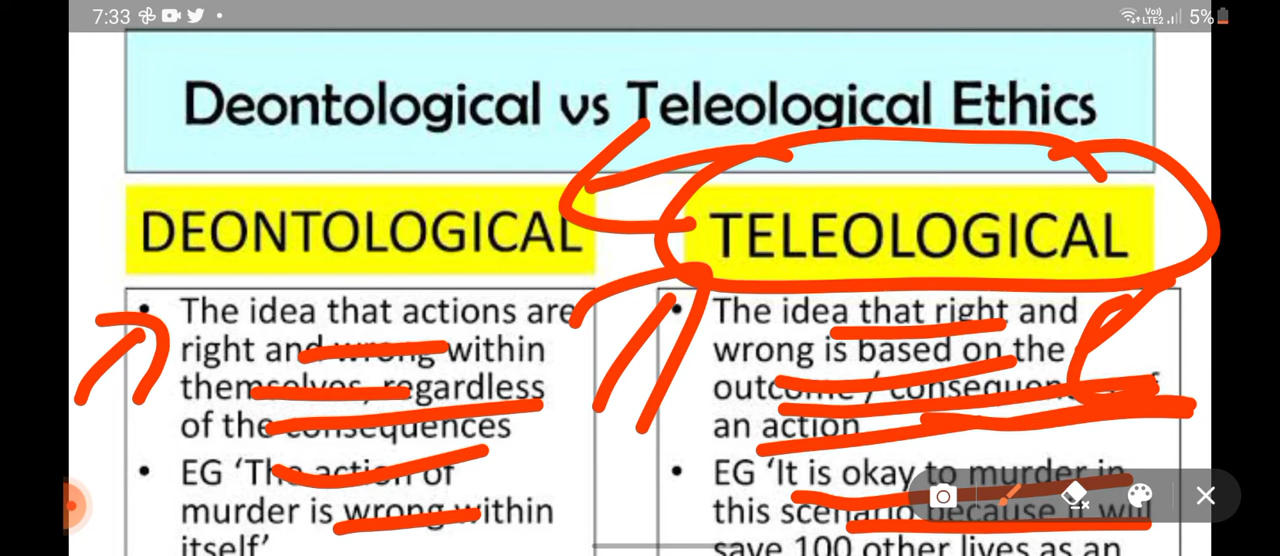 7:33
Vo)) LTE2 5%
Deontological vs Teleological Ethics
DEONTOLOGICAL
TELEOLOGICAL
• The idea that actions are
right and wrong within
themselves, regardless
of the consequences
• EG ‘The action of
murder is wrong within
itself’
• The idea that right and
wrong is based on the
outcome / consequence of
an action
• EG ‘It is okay to murder in
this scenario because it will
save 100 other lives as an